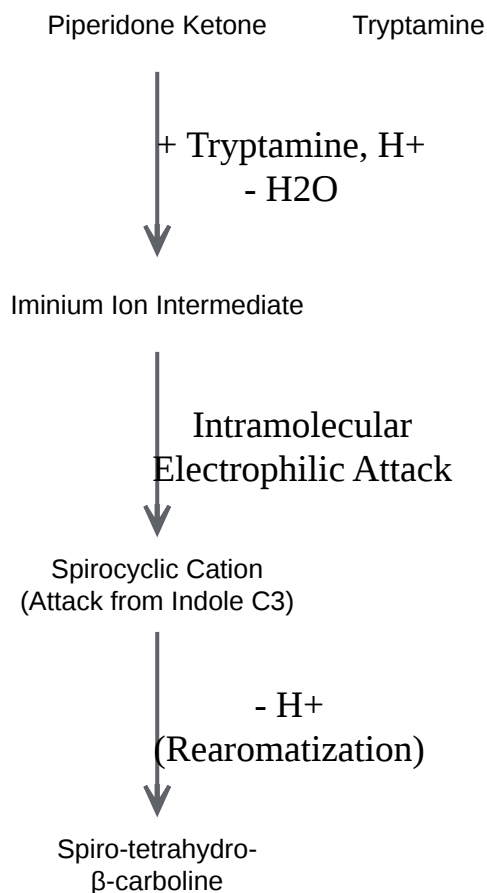 Piperidone Ketone
Tryptamine
+ Tryptamine, H+
- H2O
Iminium Ion Intermediate
Intramolecular
Electrophilic Attack
Spirocyclic Cation
(Attack from Indole C3)
- H+
(Rearomatization)
Spiro-tetrahydro-
β-carboline